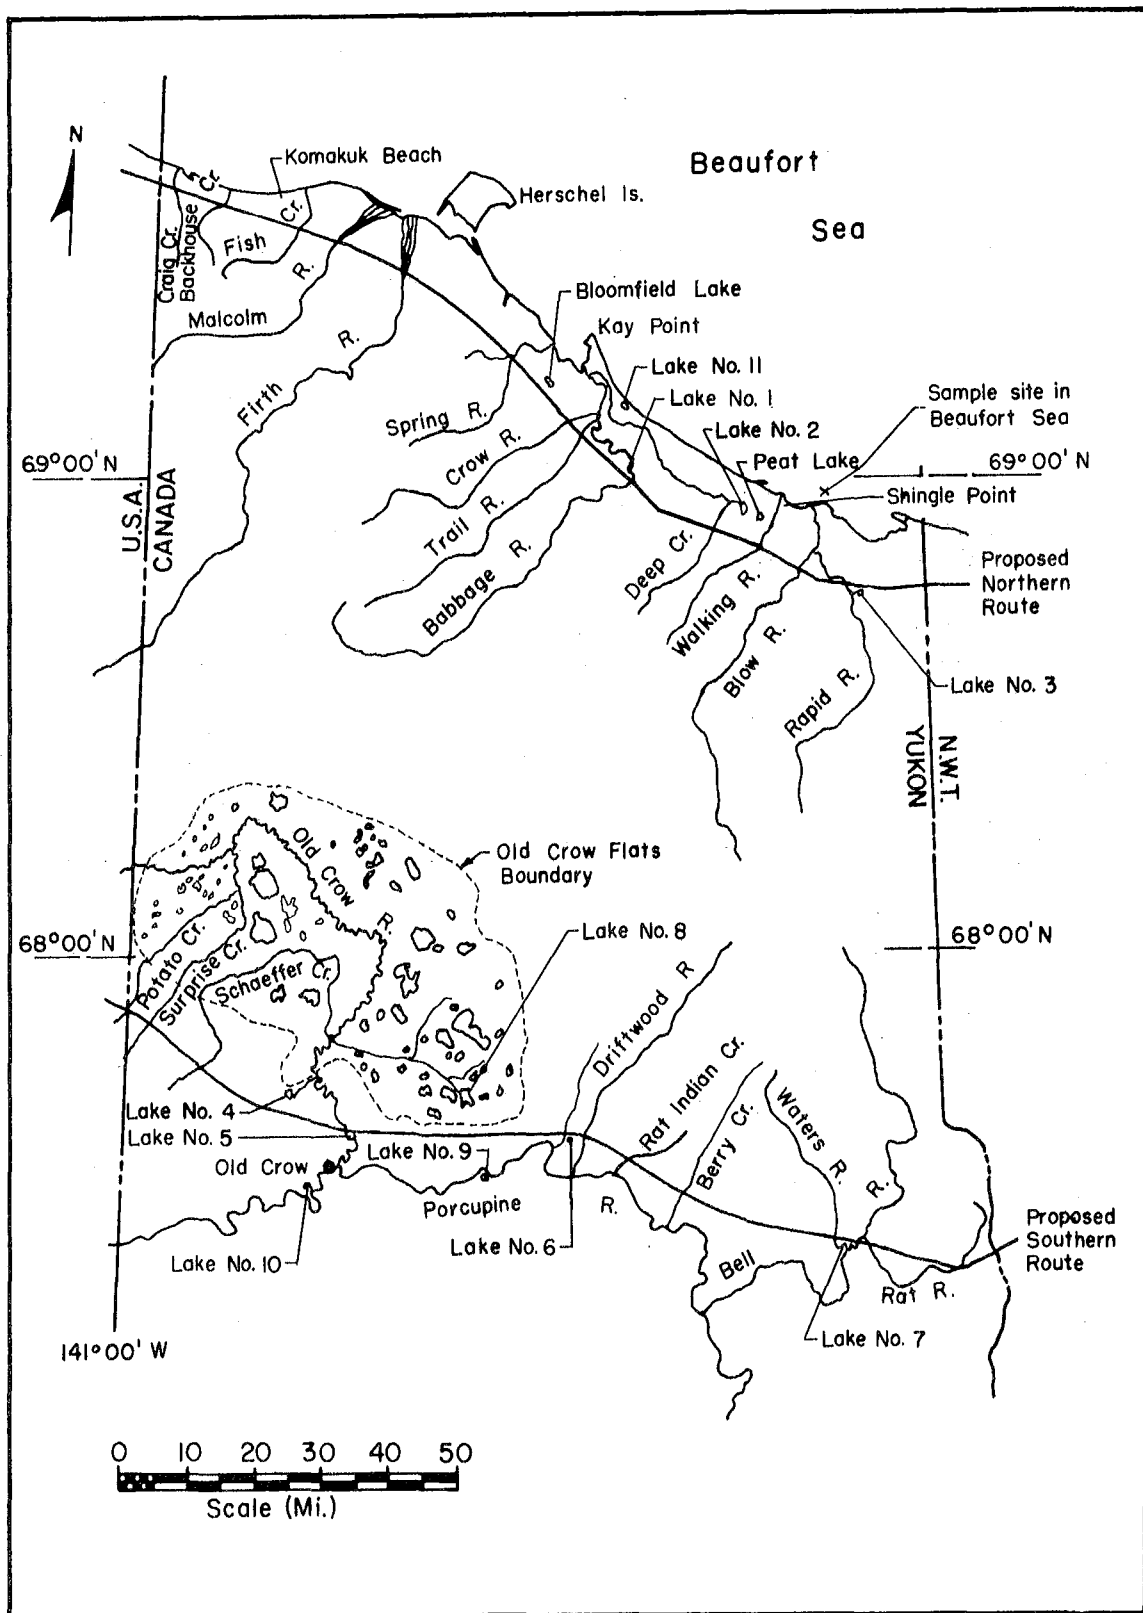 N
Komakuk Beach
Beaufort
Sea
Herschel Is.
Craig Cr.
Backhouse Cr.
Fish Cr.
Malcolm R.
Firth R.
Bloomfield Lake
Kay Point
Lake No. 11
Lake No. 1
Lake No. 2
Peat Lake
Sample site in
Beaufort Sea
Spring R.
Crow R.
Trail R.
Babbage R.
69°00' N
69°00' N
Shingle Point
U.S.A.
CANADA
Deep Cr.
Walking R.
Blow R.
Rapid R.
Proposed
Northern
Route
Lake No. 3
YUKON
N.W.T.
Old Crow R.
Old Crow Flats
Boundary
68°00' N
68°00' N
Potato Cr.
Surprise Cr.
Schaeffer Cr.
Lake No. 8
Driftwood R
Rat Indian Cr.
Berry Cr.
Waters R.
Lake No. 4
Lake No. 5
Old Crow
Lake No. 9
Porcupine R.
Lake No. 6
Lake No. 10
Bell R.
Rat R.
Lake No. 7
Proposed
Southern
Route
141°00' W
0 10 20 30 40 50
Scale (Mi.)